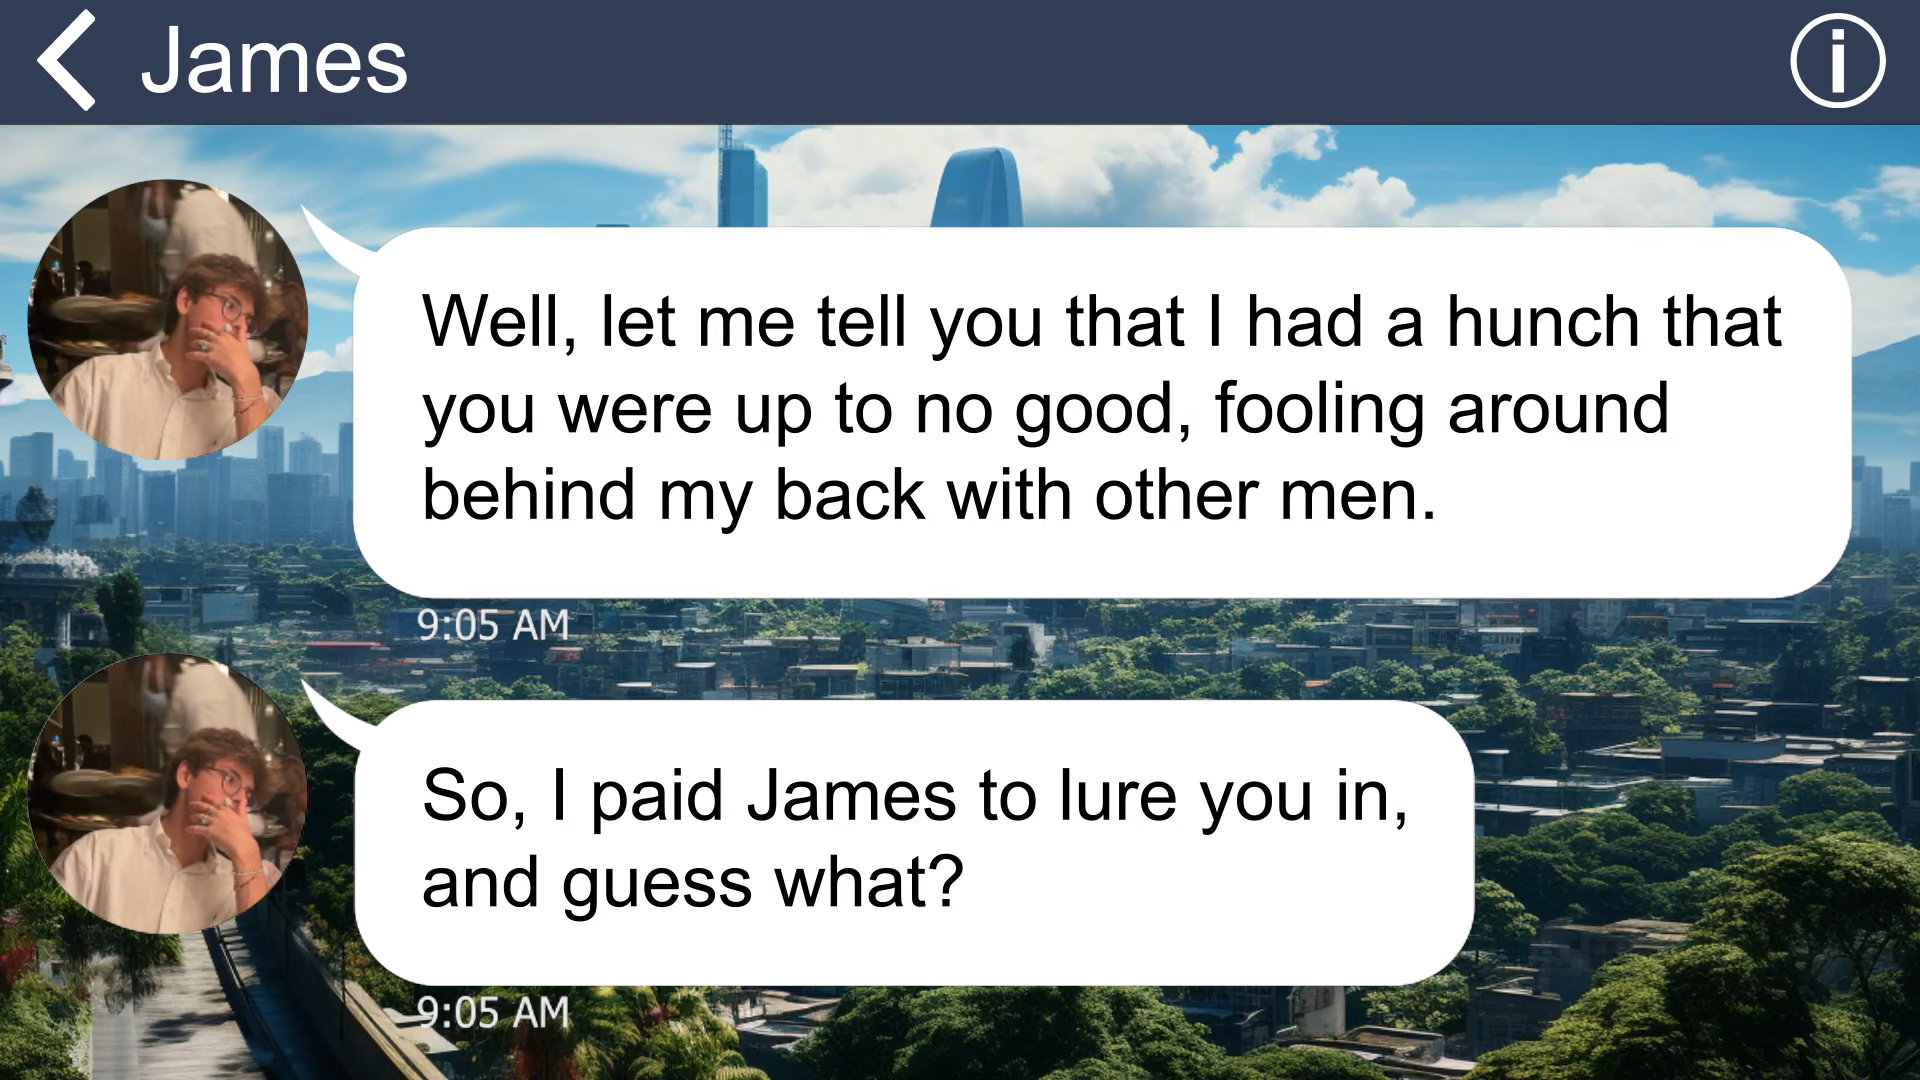 James
Well, let me tell you that I had a hunch that
you were up to no good, fooling around
behind my back with other men.
9:05 AM
So, I paid James to lure you in,
and guess what?
9:05 AM